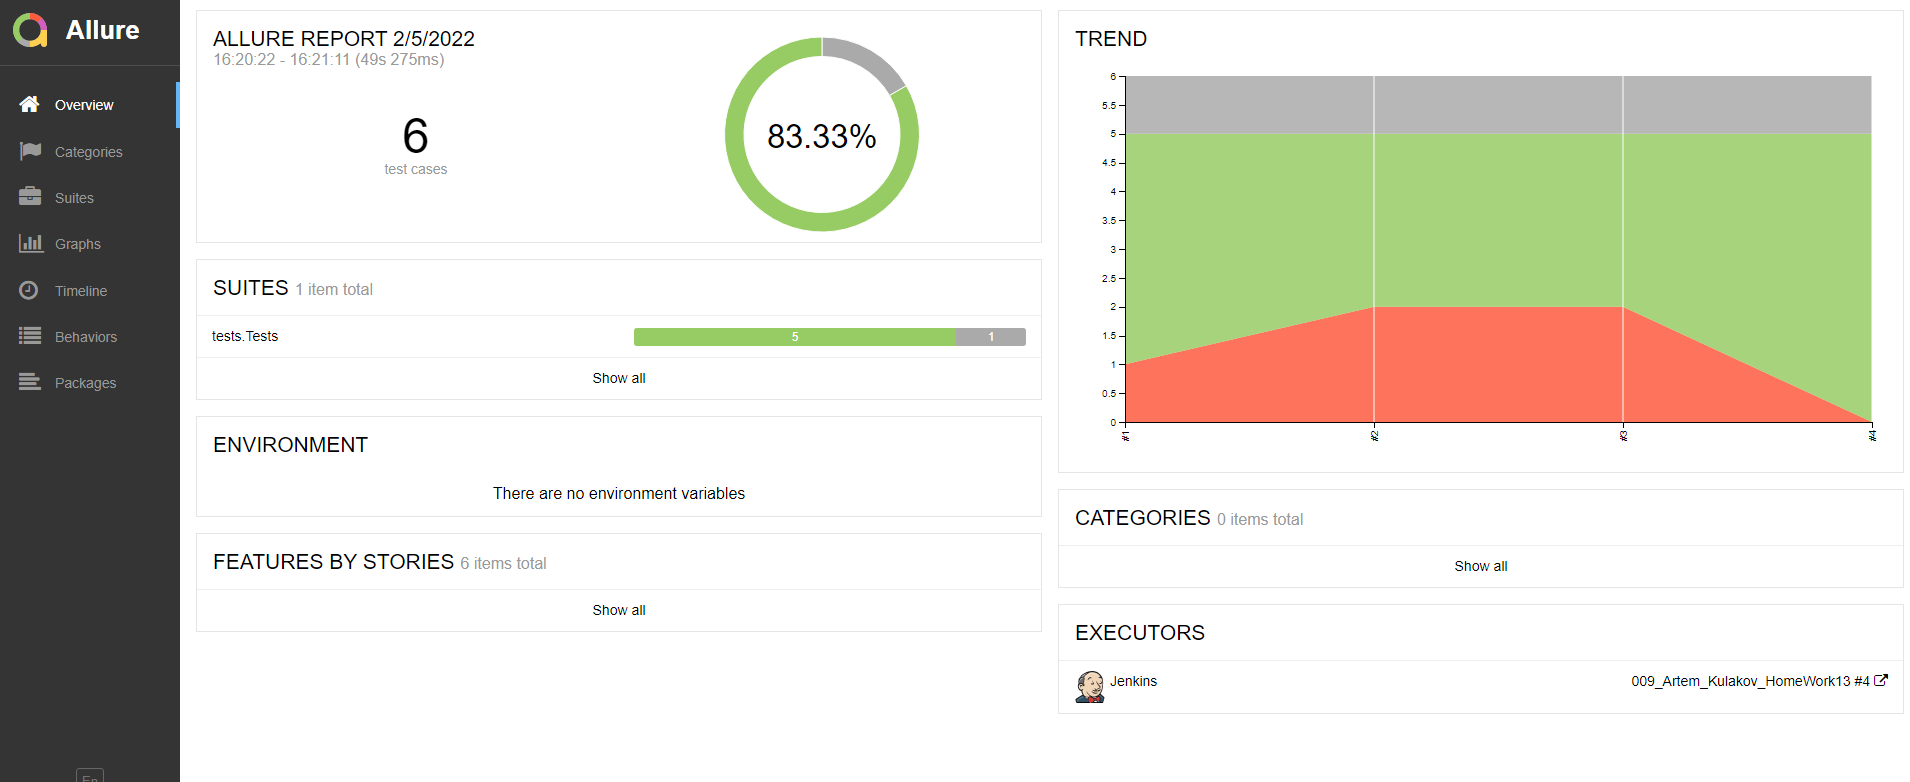 Allure
Overview
Categories
Suites
Graphs
Timeline
Behaviors
Packages
En
ALLURE REPORT 2/5/2022
16:20:22 - 16:21:11 (49s 275ms)
6
test cases
83.33%
SUITES 1 item total
tests.Tests
5
1
Show all
ENVIRONMENT
There are no environment variables
FEATURES BY STORIES 6 items total
Show all
TREND
6
5.5
5
4.5
4
3.5
3
2.5
2
1.5
1
0.5
0
#1
#2
#3
#4
CATEGORIES 0 items total
Show all
EXECUTORS
Jenkins
009_Artem_Kulakov_HomeWork13 #4